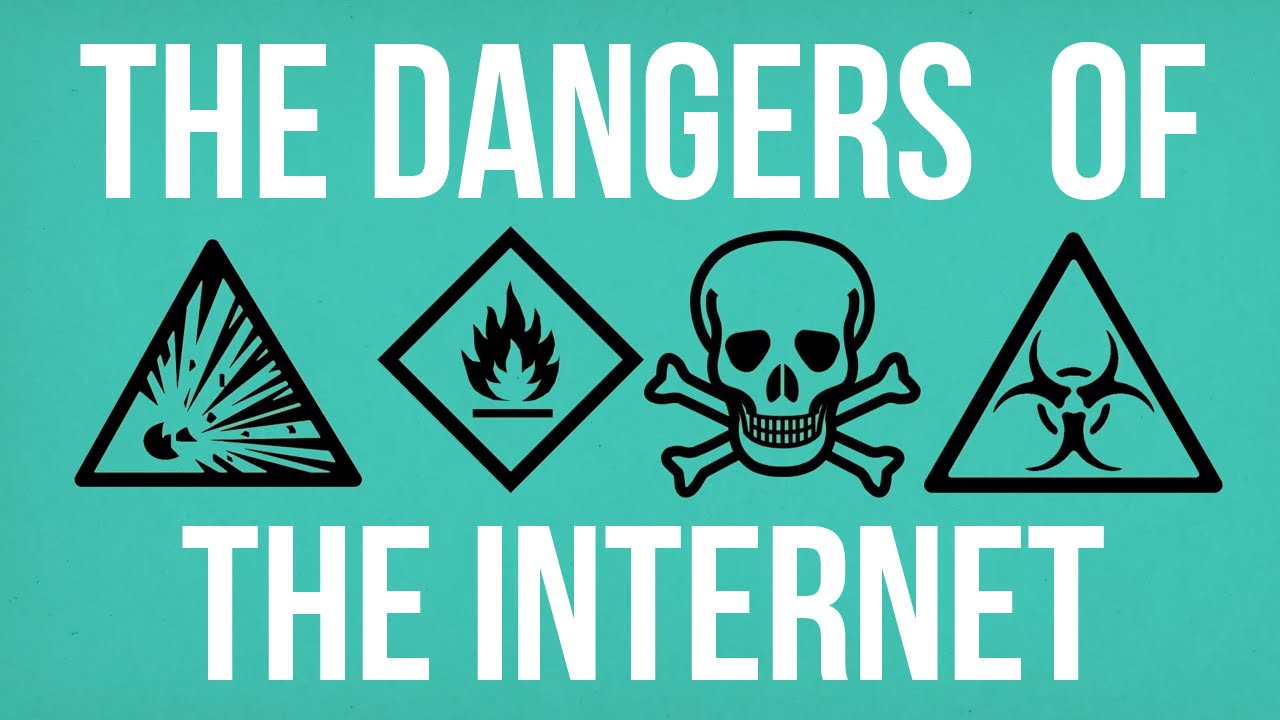 THE DANGERS OF
THE INTERNET